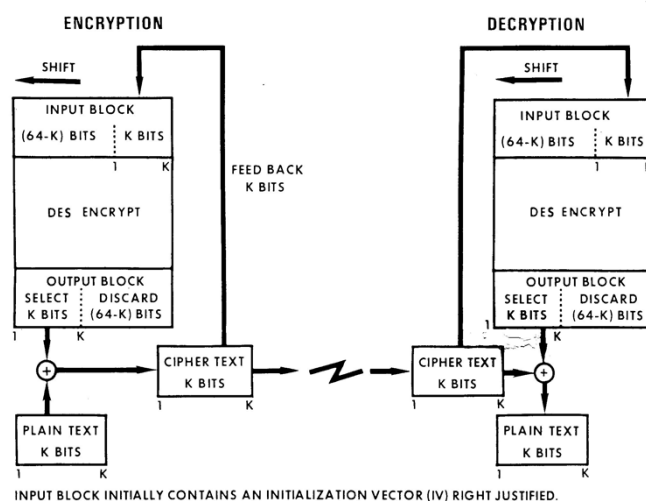 ENCRYPTION
DECRYPTION
SHIFT
SHIFT
INPUT BLOCK
(64-K) BITS
K BITS
1
K
FEED BACK
K BITS
DES ENCRYPT
OUTPUT BLOCK
SELECT
K BITS
DISCARD
(64-K) BITS
1
K
+
CIPHER TEXT
K BITS
1
K
PLAIN TEXT
K BITS
1
K
INPUT BLOCK
(64-K) BITS
K BITS
1
DES ENCRYPT
OUTPUT BLOCK
SELECT
K BITS
DISCARD
(64-K) BITS
1
K
CIPHER TEXT
K BITS
1
K
+
PLAIN TEXT
K BITS
1
K
INPUT BLOCK INITIALLY CONTAINS AN INITIALIZATION VECTOR (IV) RIGHT JUSTIFIED.